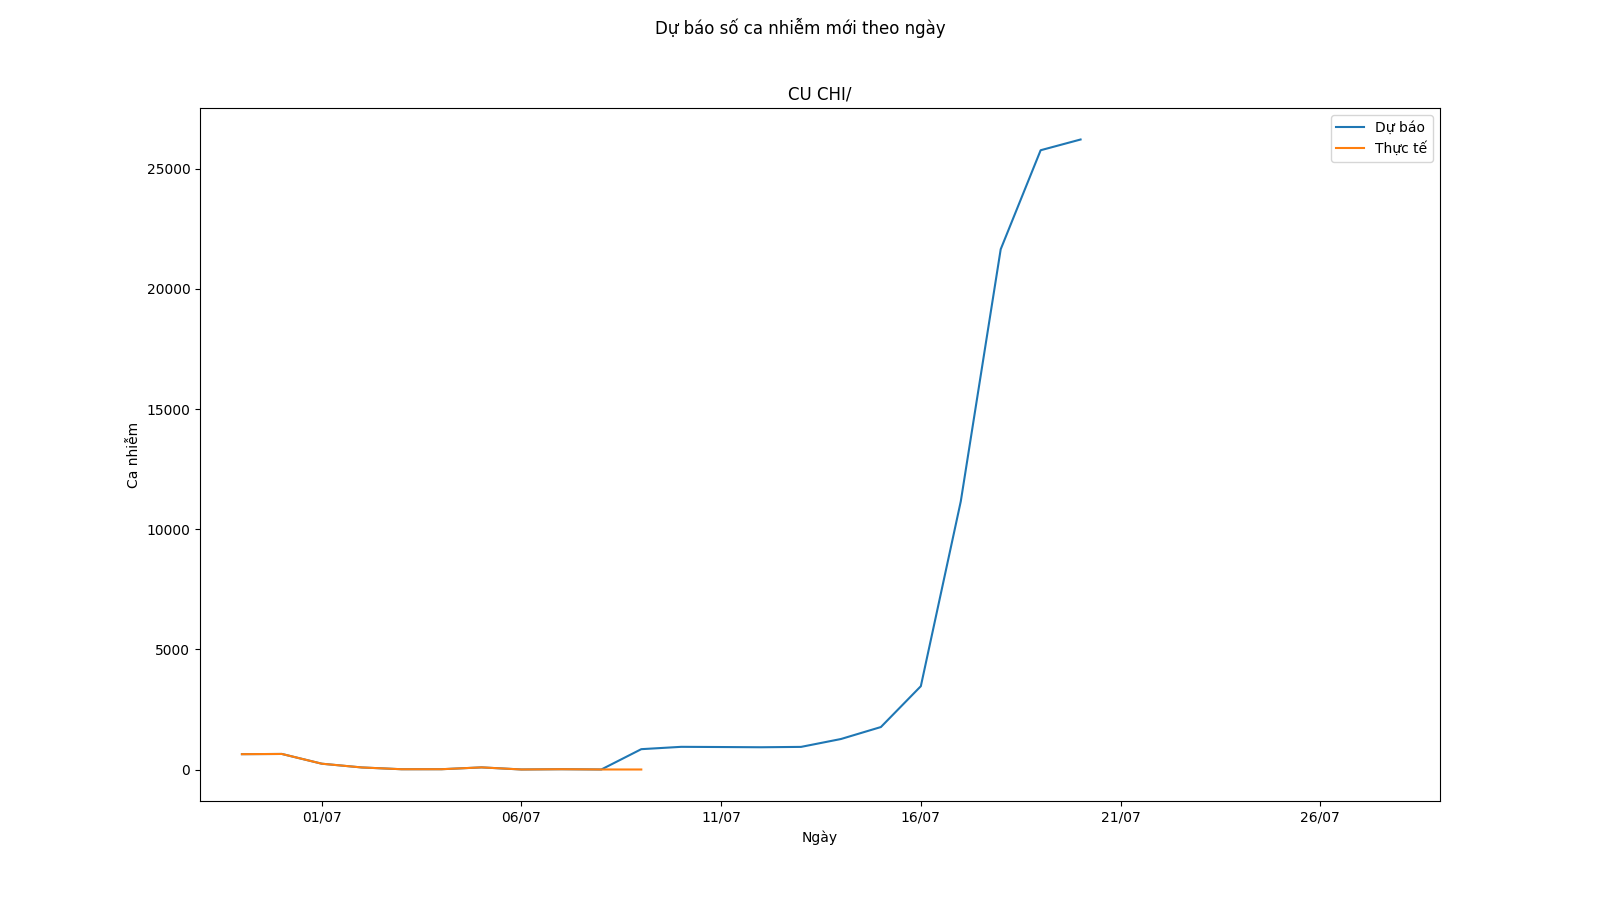 Dự báo số ca nhiễm mới theo ngày
CU CHI/
Dự báo
Thực tế
25000
20000
15000
10000
5000
0
Ca nhiễm
01/07 06/07 11/07 16/07 21/07 26/07
Ngày